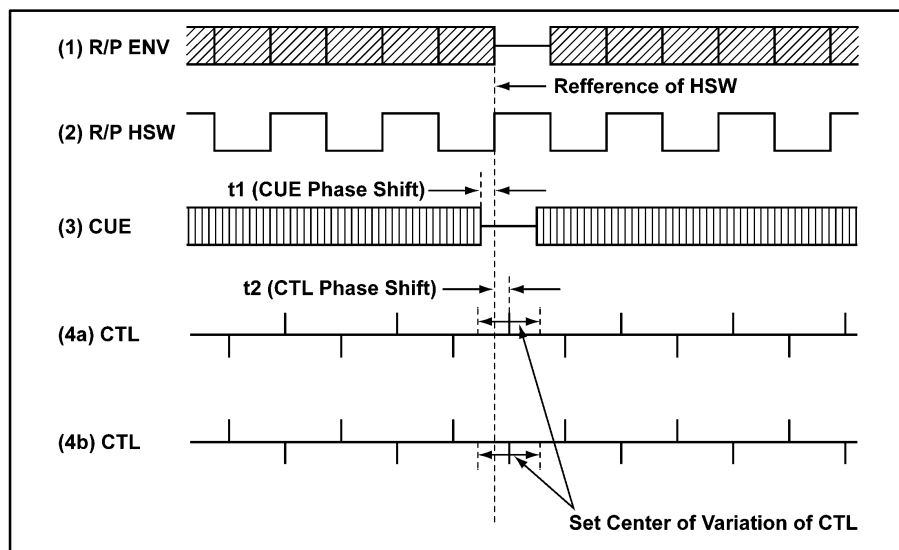 (1) R/P ENV
Refference of HSW
(2) R/P HSW
t1 (CUE Phase Shift)
(3) CUE
t2 (CTL Phase Shift)
(4a) CTL
(4b) CTL
Set Center of Variation of CTL